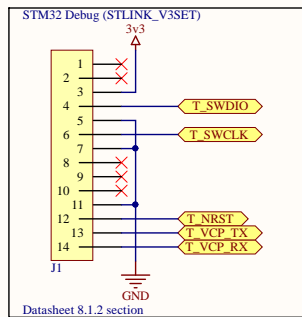 STM32 Debug (STLINK_V3SET)
3v3
1
2
3
4 T_SWDIO
5
6 T_SWCLK
7
8
9
10
11
12 T_NRST
13 T_VCP_TX
14 T_VCP_RX
J1
GND
Datasheet 8.1.2 section